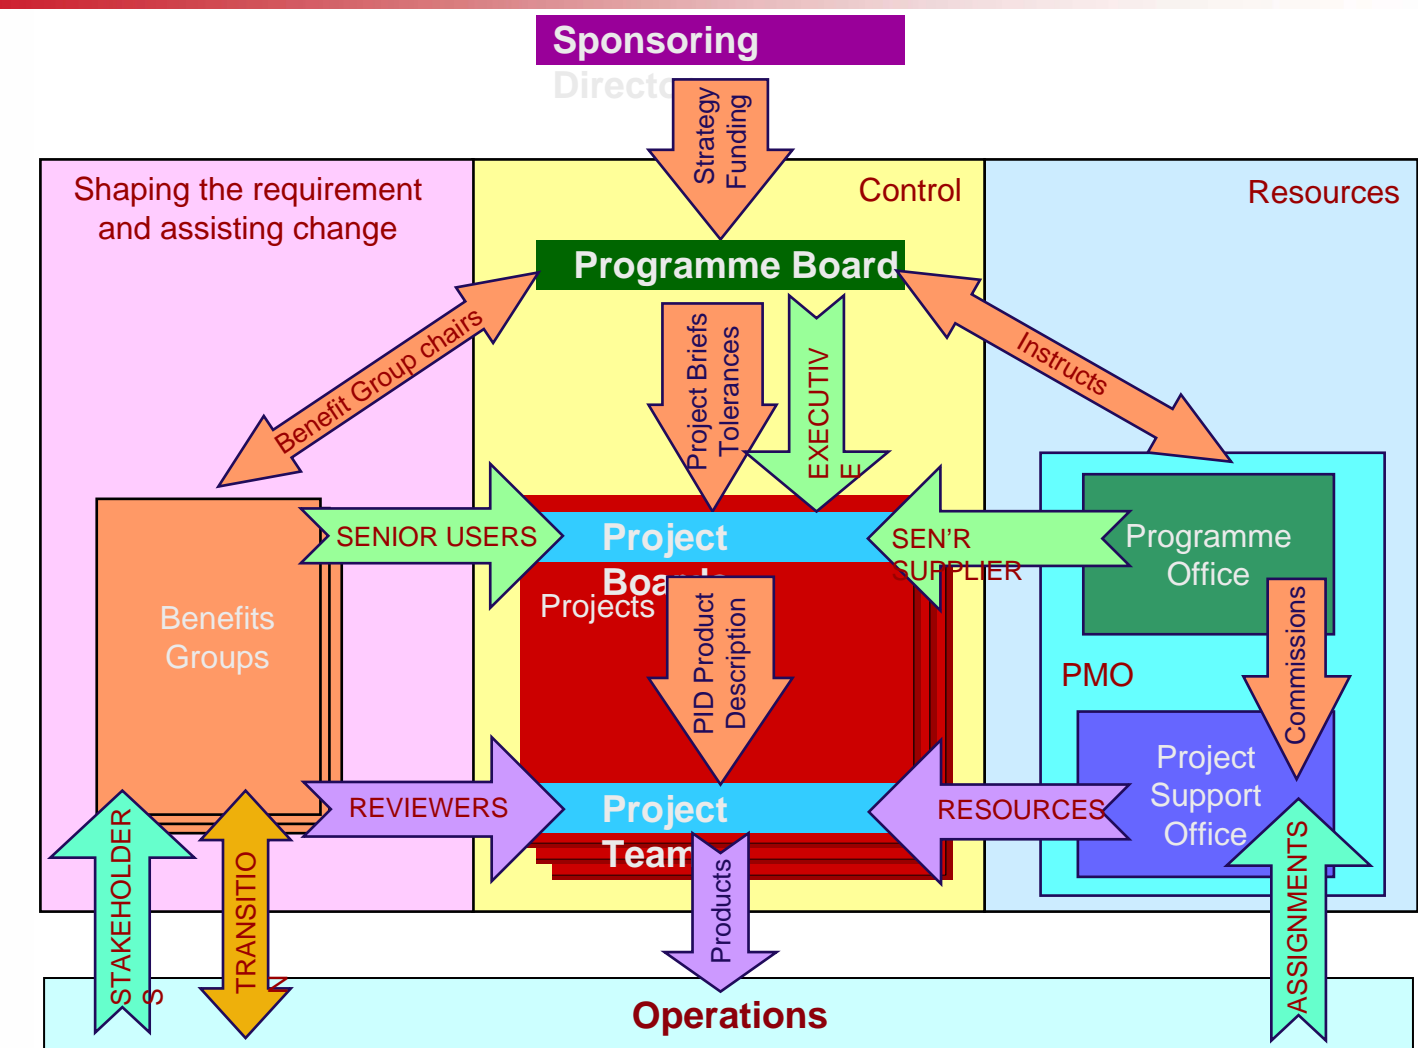 Sponsoring
Strategy
Funding
Shaping the requirement
and assisting change
Control
Resources
Programme Board
Benefit Group chairs
Project Briefs
Tolerances
EXECUTIV
E
Instructs
SENIOR USERS
Project
SEN'R
SUPPLIER
Programme
Office
Projects
Benefits
Groups
PID Product
Description
Commissions
PMO
REVIEWERS
Project
Team
RESOURCES
Project
Support
Office
STAKEHOLDER
S
TRANSITIO
N
Products
ASSIGNMENTS
Operations